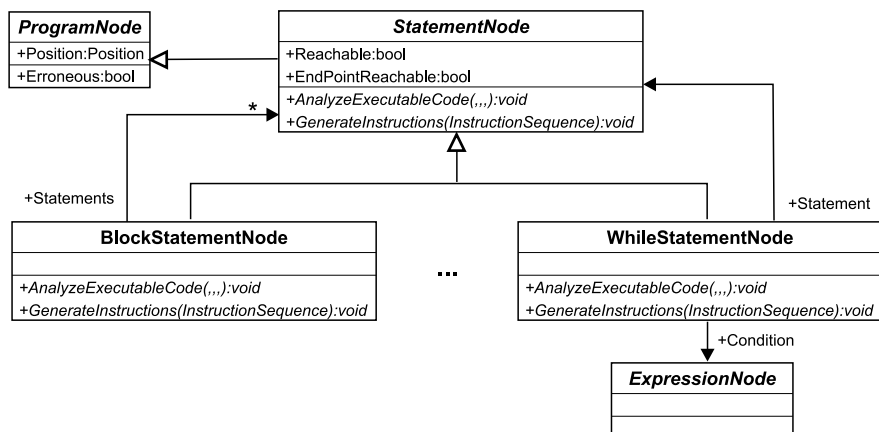 ProgramNode
+Position:Position
+Erroneous:bool
StatementNode
+Reachable:bool
+EndPointReachable:bool
+AnalyzeExecutableCode(,,,):void
+GenerateInstructions(InstructionSequence):void
*
+Statements
+Statement
BlockStatementNode
+AnalyzeExecutableCode(,,,):void
+GenerateInstructions(InstructionSequence):void
...
WhileStatementNode
+AnalyzeExecutableCode(,,,):void
+GenerateInstructions(InstructionSequence):void
+Condition
ExpressionNode